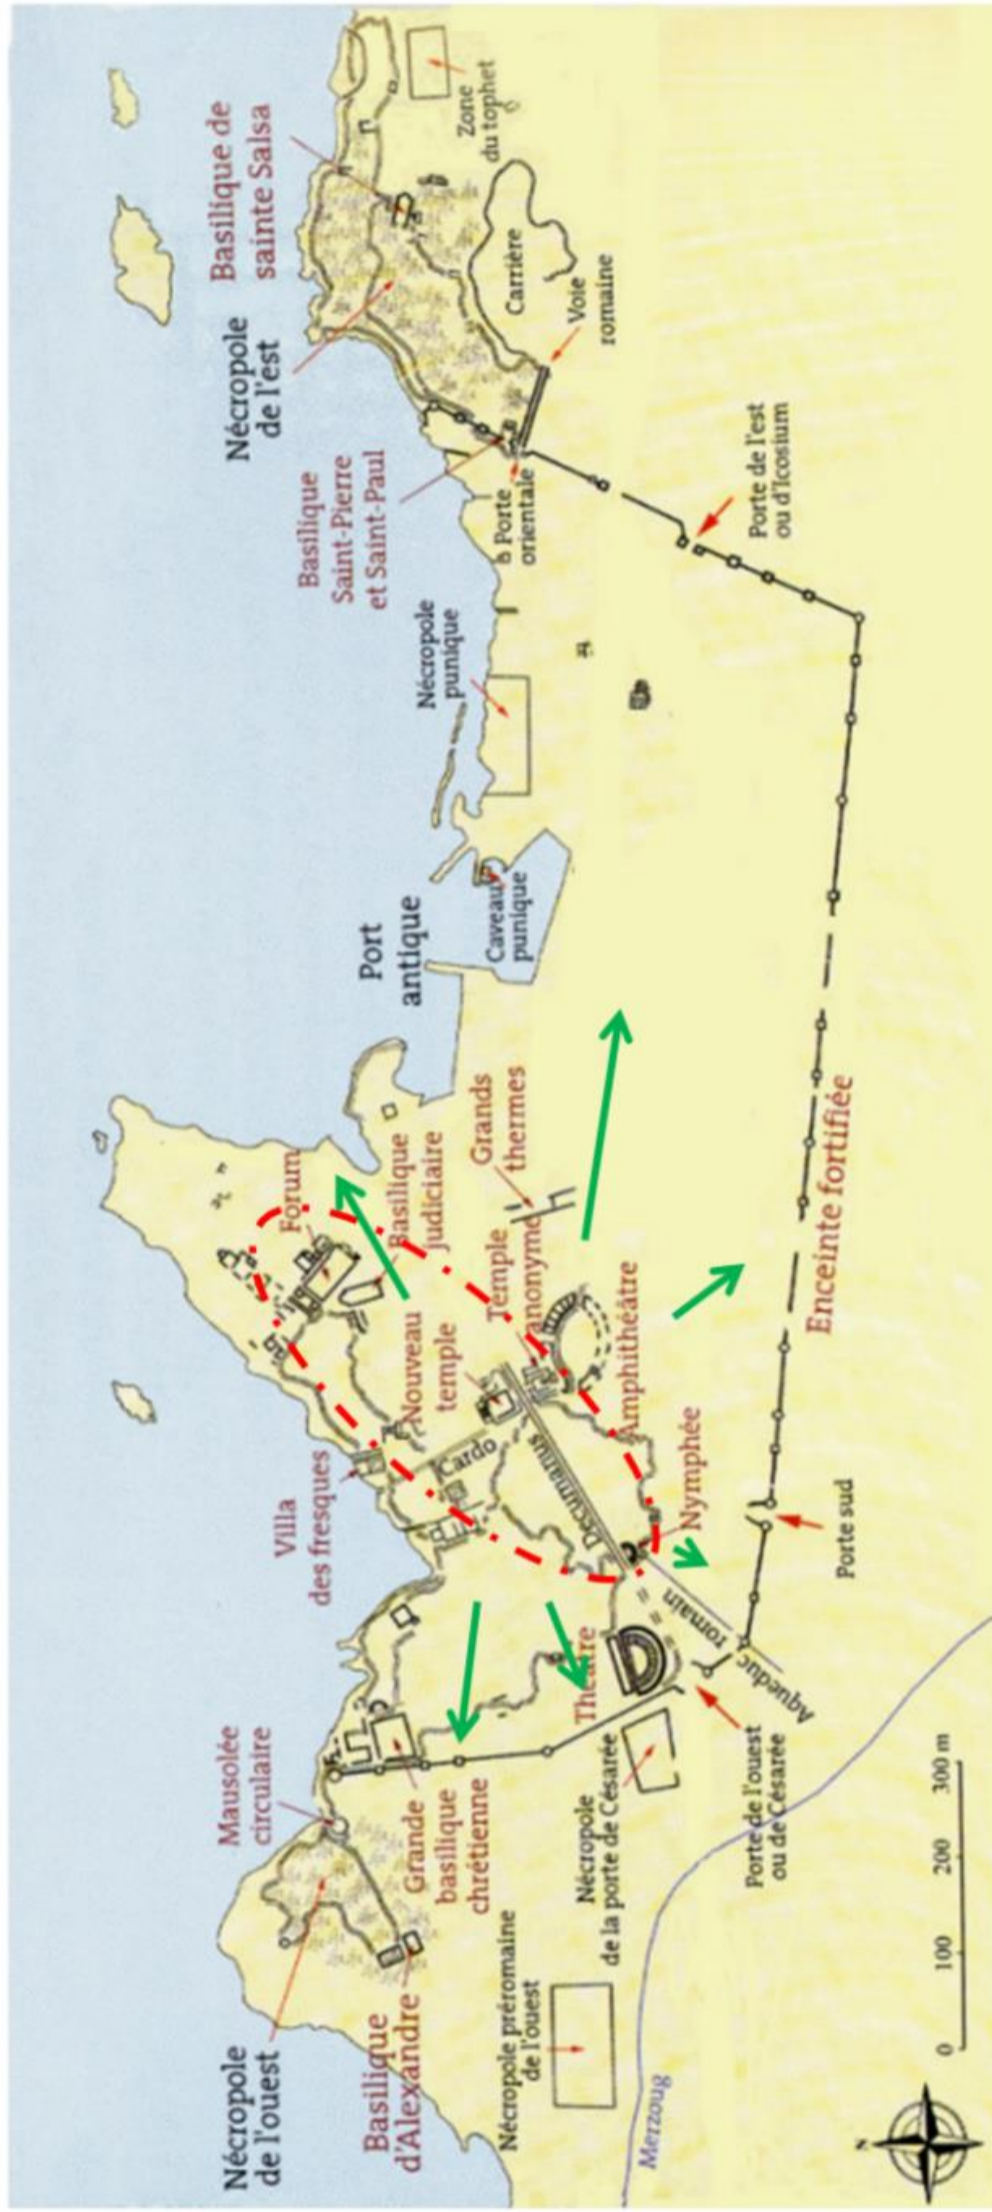 Nécropole
de l'ouest
Mausolée
circulaire
Basilique
d'Alexandre
Grande
basilique
chrétienne
Nécropole préromaine
de l'ouest
Nécropole
de la porte de Césarée
Merzoug
Porte de l'ouest
ou de Césarée
Aqueduc romain
Théâtre
Villa
des fresques
Cardo
Decumanus
Nouveau
temple
Nymphée
Amphithéâtre
Temple
anonyme
Forum
Basilique
judiciaire
Grands
thermes
Porte sud
Enceinte fortifiée
Port
antique
Caveau
punique
Nécropole
punique
Basilique
Saint-Pierre
et Saint-Paul
Porte
orientale
Porte de l'est
ou d'Icosium
Nécropole
de l'est
Basilique de
sainte Salsa
Carrière
Voie
romaine
Zone
du tophet
N
0 100 200 300 m